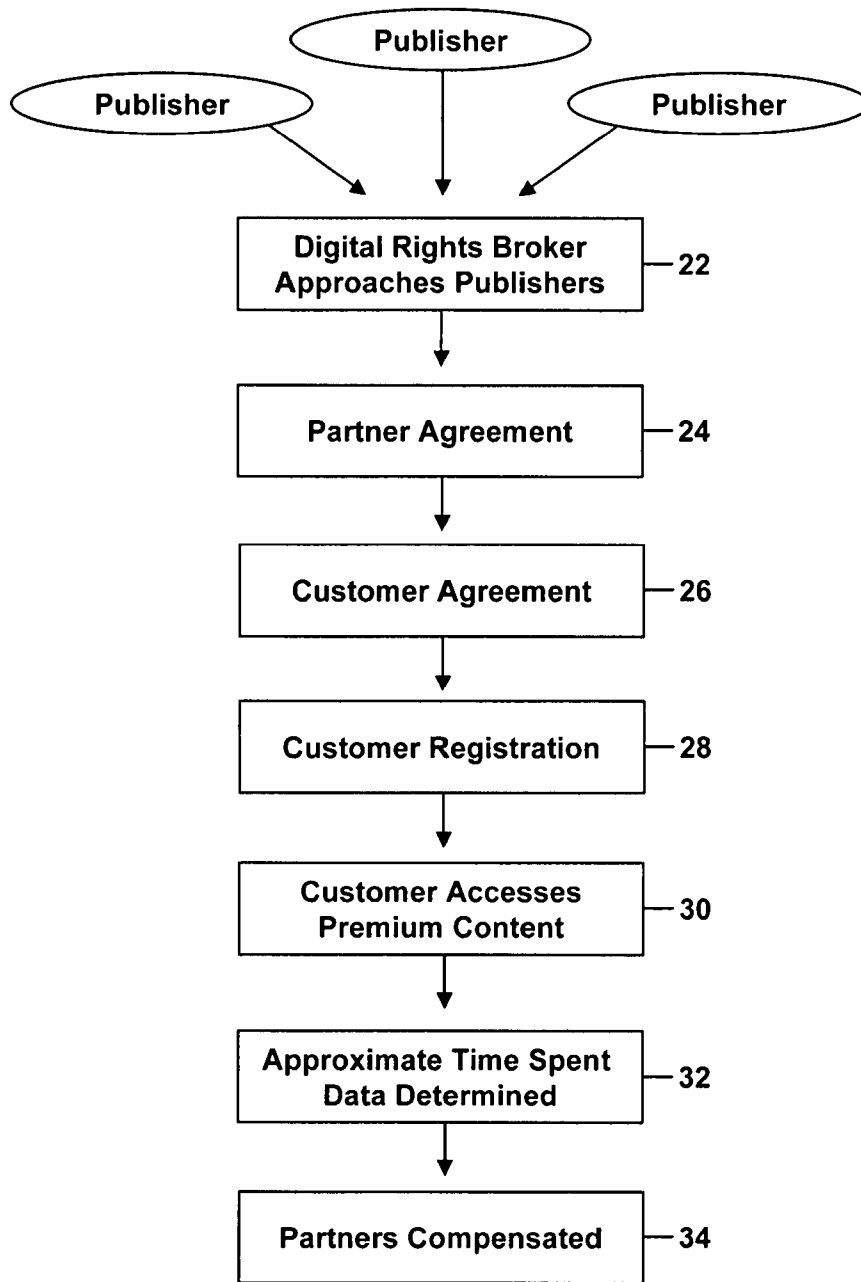 Publisher
Publisher
Publisher
Digital Rights Broker
Approaches Publishers
22
Partner Agreement
24
Customer Agreement
26
Customer Registration
28
Customer Accesses
Premium Content
30
Approximate Time Spent
Data Determined
32
Partners Compensated
34